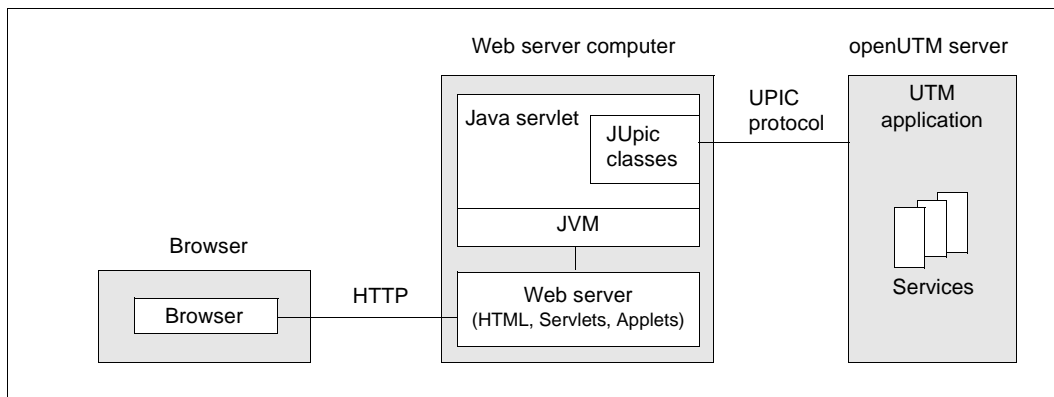 Web server computer
openUTM server
Java servlet
JUpic
classes
JVM
UPIC
protocol
UTM
application
Services
Browser
Browser
HTTP
Web server
(HTML, Servlets, Applets)